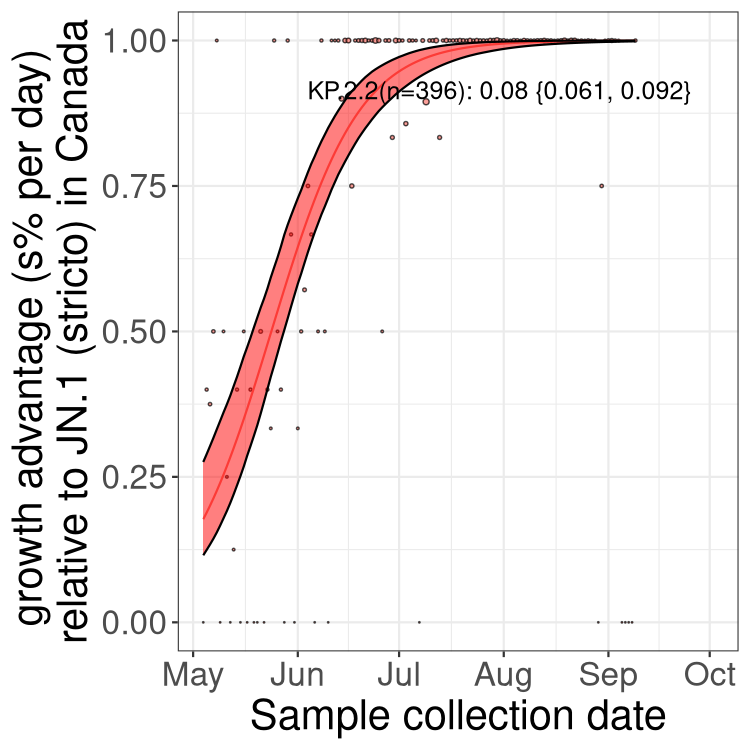 growth advantage (s% per day)
relative to JN.1 (stricto) in Canada
1.00
0.75
0.50
0.25
0.00
KP.2.2(n=396): 0.08 {0.061, 0.092}
May Jun Jul Aug Sep Oct
Sample collection date